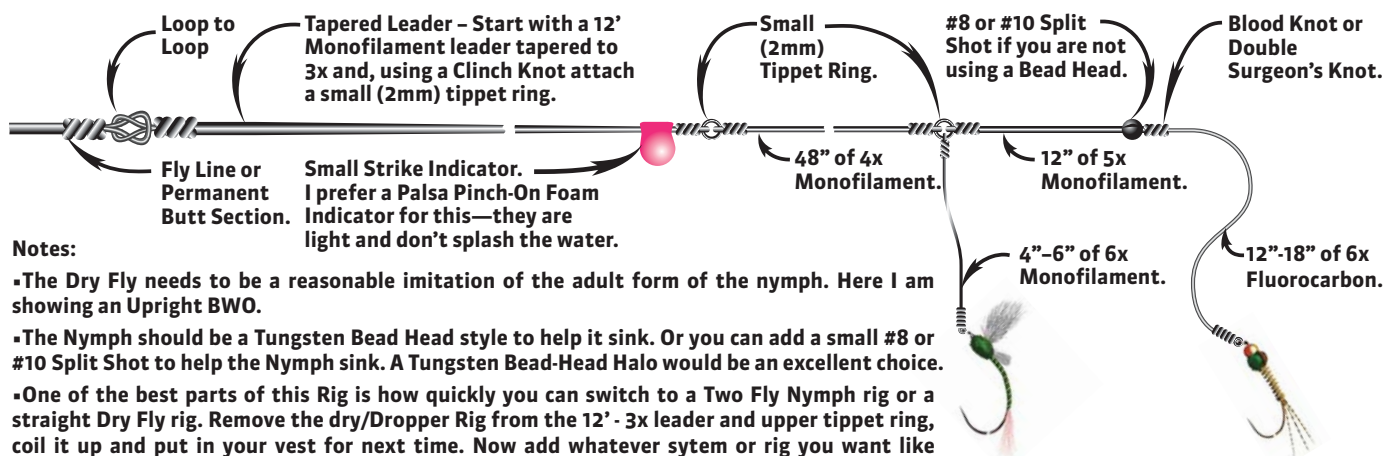 Loop to
Loop
Tapered Leader – Start with a 12’
Monofilament leader tapered to
3x and, using a Clinch Knot attach
a small (2mm) tippet ring.
Small
(2mm)
Tippet Ring.
#8 or #10 Split
Shot if you are not
using a Bead Head.
Blood Knot or
Double
Surgeon’s Knot.
Fly Line or
Permanent
Butt Section.
Small Strike Indicator.
I prefer a Palsa Pinch-On Foam
Indicator for this—they are
light and don’t splash the water.
48” of 4x
Monofilament.
12” of 5x
Monofilament.
4”–6” of 6x
Monofilament.
12”-18” of 6x
Fluorocarbon.
Notes:
▪The Dry Fly needs to be a reasonable imitation of the adult form of the nymph. Here I am
showing an Upright BWO.
▪The Nymph should be a Tungsten Bead Head style to help it sink. Or you can add a small #8 or
#10 Split Shot to help the Nymph sink. A Tungsten Bead-Head Halo would be an excellent choice.
▪One of the best parts of this Rig is how quickly you can switch to a Two Fly Nymph rig or a
straight Dry Fly rig. Remove the dry/Dropper Rig from the 12’ - 3x leader and upper tippet ring,
coil it up and put in your vest for next time. Now add whatever sytem or rig you want like